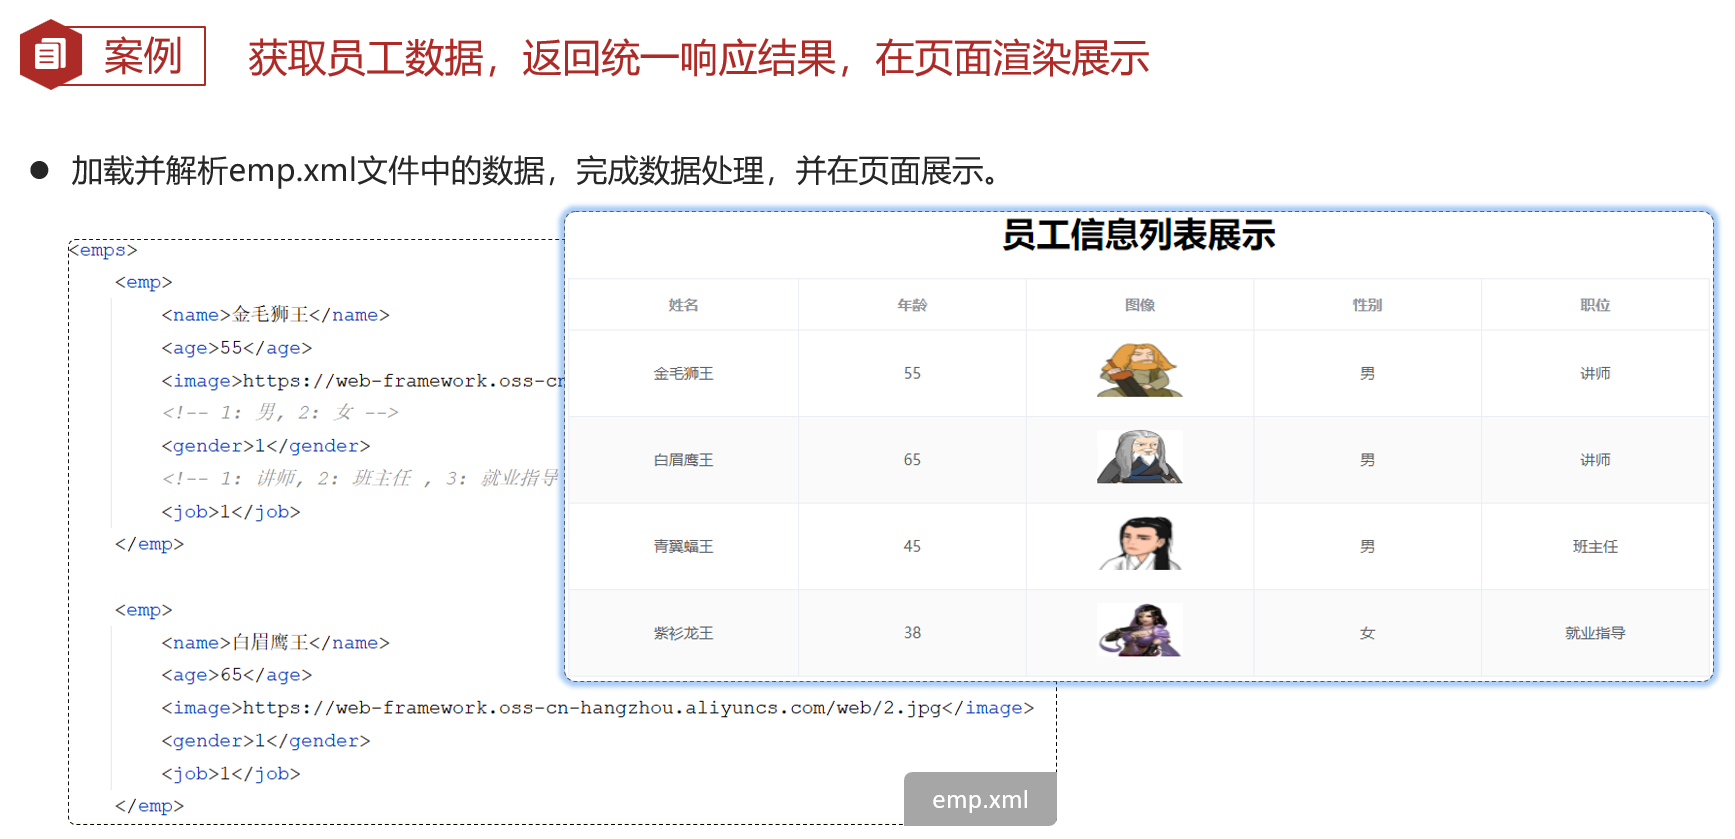 案例
获取员工数据，返回统一响应结果，在页面渲染展示
加载并解析emp.xml文件中的数据，完成数据处理，并在页面展示。
<emps>
<emp>
<name>金毛狮王</name>
<age>55</age>
<image>https://web-framework.oss-cn
<!-- 1: 男, 2: 女 -->
<gender>1</gender>
<!-- 1: 讲师, 2: 班主任 , 3: 就业指导
<job>1</job>
</emp>
<emp>
<name>白眉鹰王</name>
<age>65</age>
<image>https://web-framework.oss-cn-hangzhou.aliyuncs.com/web/2.jpg</image>
<gender>1</gender>
<job>1</job>
</emp>
emp.xml
员工信息列表展示
姓名 年龄 图像 性别 职位
金毛狮王 55 男 讲师
白眉鹰王 65 男 讲师
青翼蝠王 45 男 班主任
紫衫龙王 38 女 就业指导